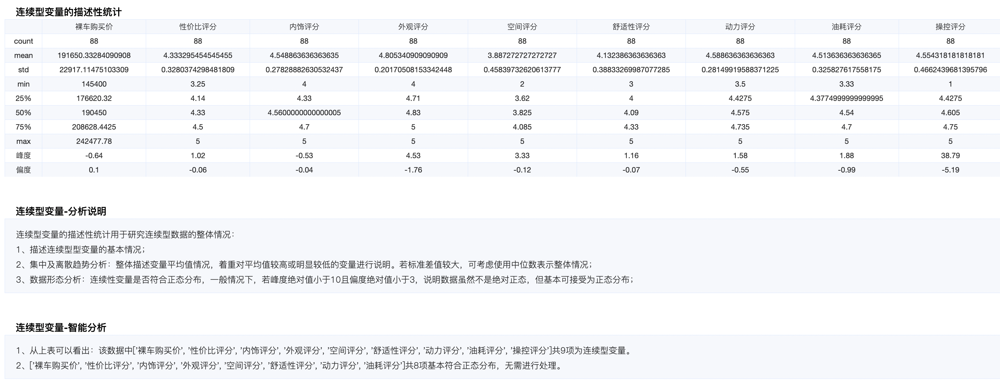 连续型变量的描述性统计
裸车购买价 性价比评分 内饰评分 外观评分 空间评分 舒适性评分 动力评分 油耗评分 操控评分
count 88 88 88 88 88 88 88 88 88
mean 191650.33284090908 4.333295454545455 4.548863636363635 4.805340909090909 3.887272727272727 4.132386363636363 4.588636363636363 4.513636363636365 4.554318181818181
std 22917.11475103309 0.3280374298481809 0.27828882630532437 0.20170508153342448 0.45839732620613777 0.38833269987077285 0.28149919588371225 0.325827617558175 0.4662439681395796
min 145400 3.25 4 4 2 3 3.5 3.33 1
25% 176620.32 4.14 4.33 4.71 3.62 4 4.4275 4.3774999999999995 4.4275
50% 190450 4.33 4.5600000000000005 4.83 3.825 4.09 4.575 4.54 4.605
75% 208628.4425 4.5 4.7 5 4.085 4.33 4.735 4.7 4.75
max 242477.78 5 5 5 5 5 5 5 5
峰度 -0.64 1.02 -0.53 4.53 3.33 1.16 1.58 1.88 38.79
偏度 0.1 -0.06 -0.04 -1.76 -0.12 -0.07 -0.55 -0.99 -5.19
连续型变量-分析说明
连续型变量的描述性统计用于研究连续型数据的整体情况：
1、描述连续型型变量的基本情况；
2、集中及离散趋势分析：整体描述变量平均值情况，着重对平均值较高或明显较低的变量进行说明。若标准差值较大，可考虑使用中位数表示整体情况；
3、数据形态分析：连续性变量是否符合正态分布，一般情况下，若峰度绝对值小于10且偏度绝对值小于3，说明数据虽然不是绝对正态，但基本可接受为正态分布；
连续型变量-智能分析
1、从上表可以看出：该数据中['裸车购买价', '性价比评分', '内饰评分', '外观评分', '空间评分', '舒适性评分', '动力评分', '油耗评分', '操控评分']共9项为连续型变量。
2、['裸车购买价', '性价比评分', '内饰评分', '外观评分', '空间评分', '舒适性评分', '动力评分', '油耗评分']共8项基本符合正态分布，无需进行处理。